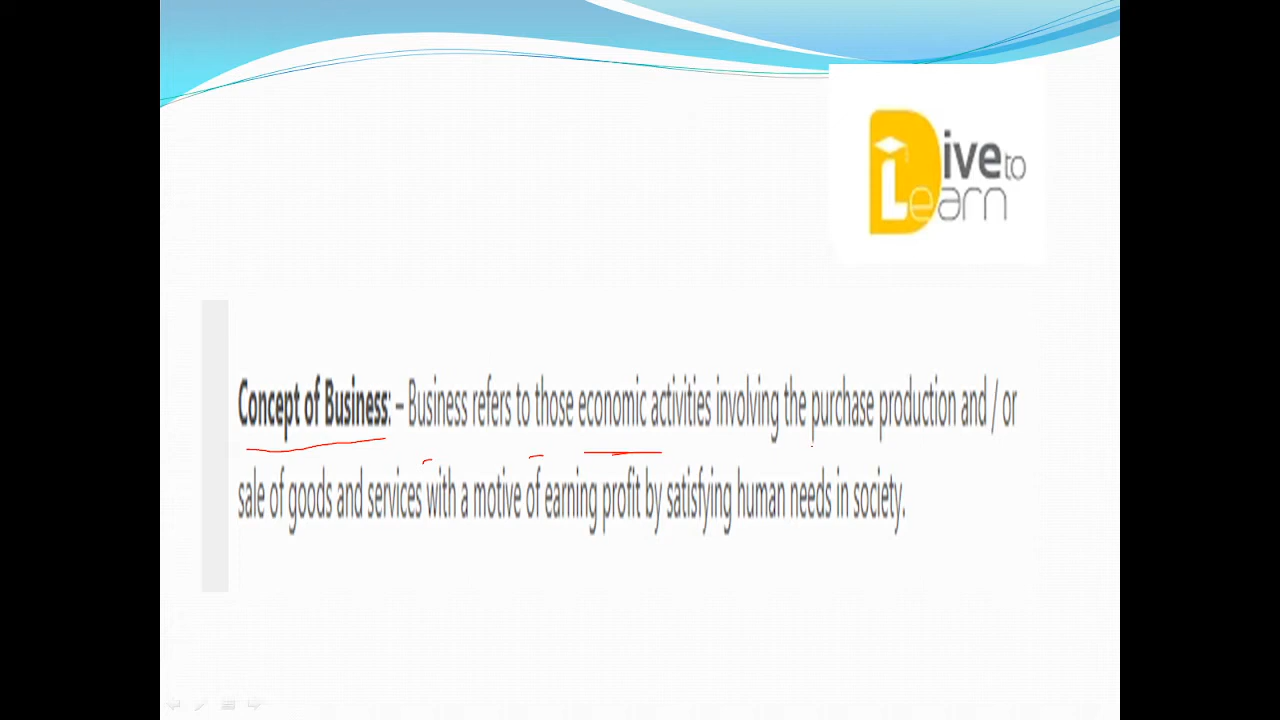 Dive to
Learn
Concept of Business: – Business refers to those economic activities involving the purchase production and / or
sale of goods and services with a motive of earning profit by satisfying human needs in society.